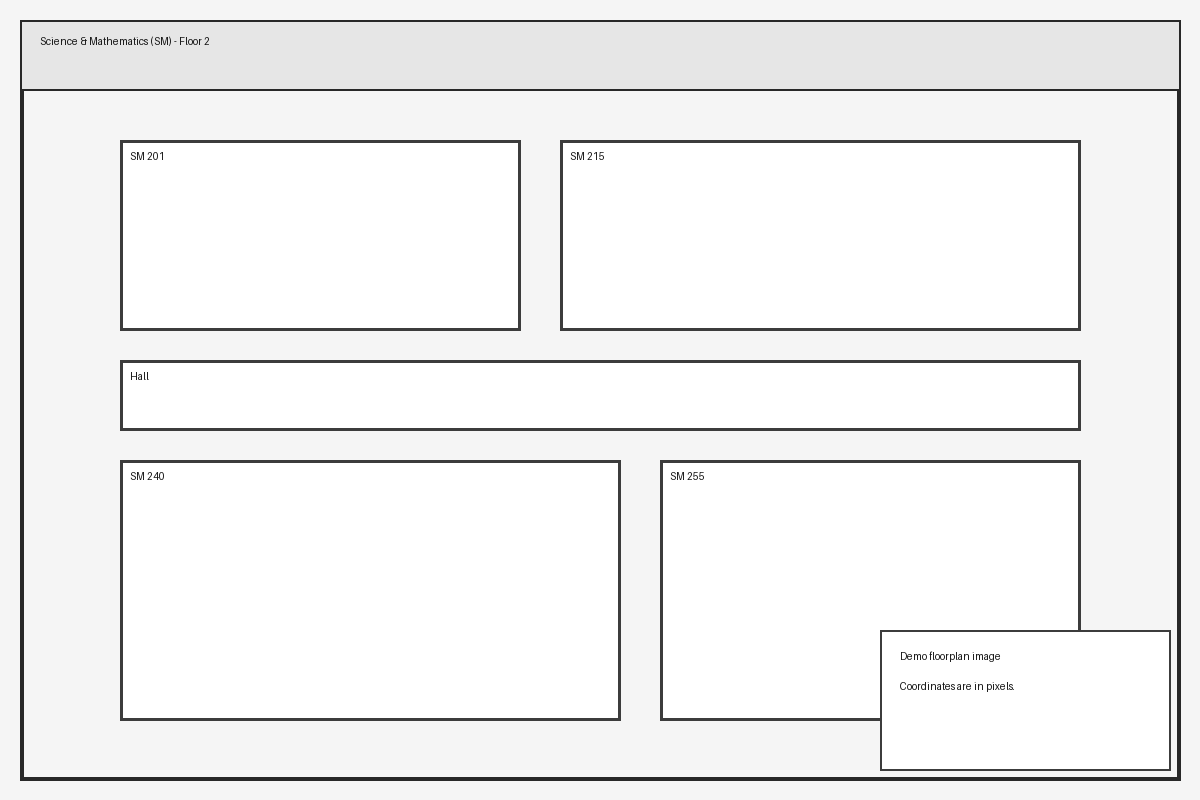 Science & Mathematics (SM) - Floor 2
SM 201
SM 215
Hall
SM 240
SM 255
Demo floorplan image
Coordinates are in pixels.